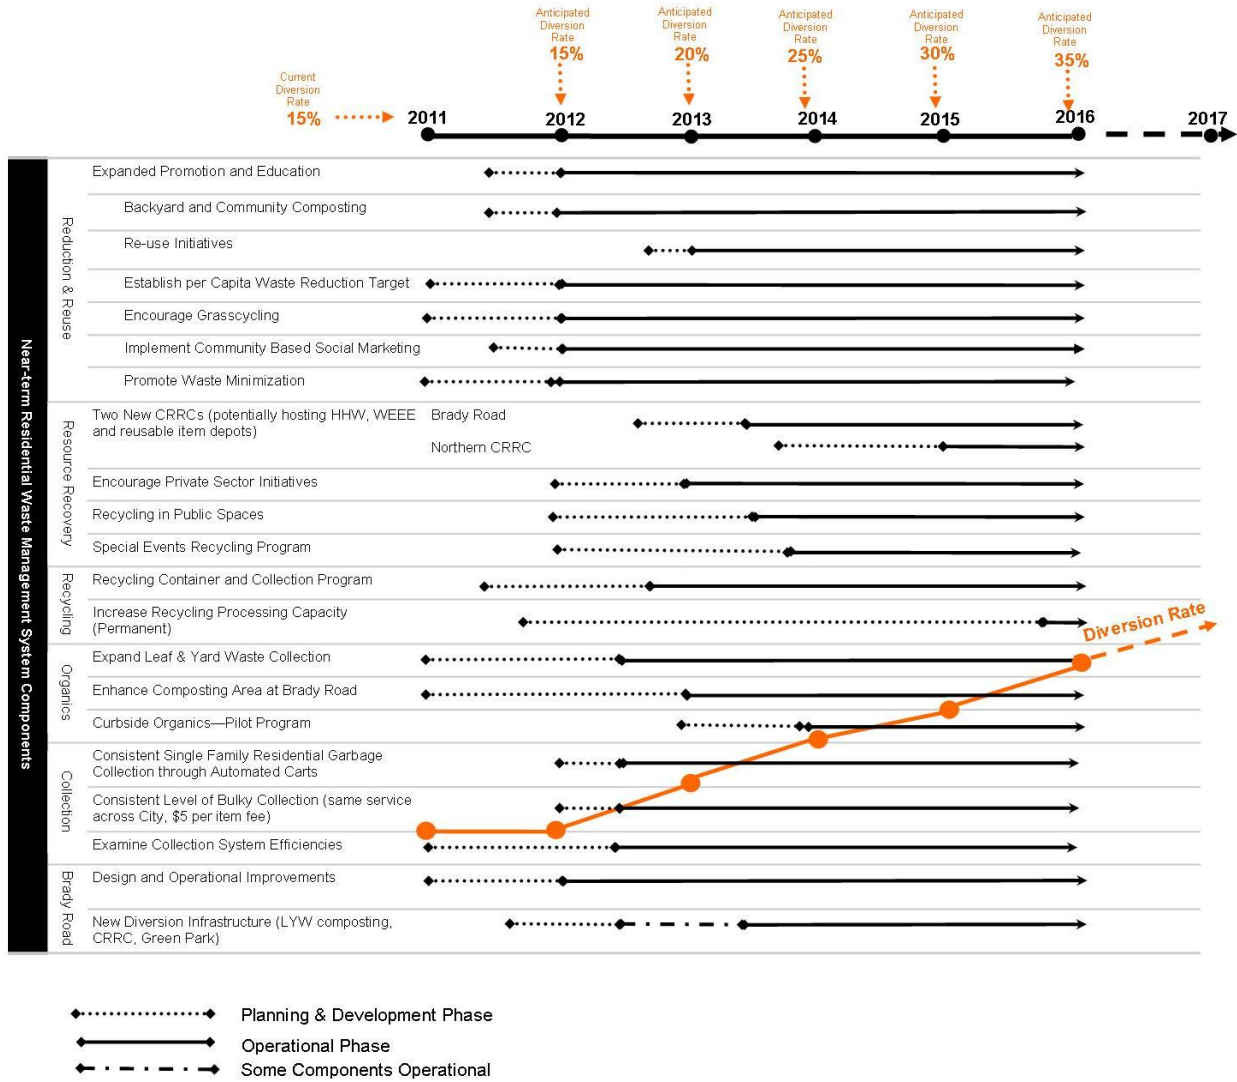 Anticipated
Diversion
Rate
15%
Anticipated
Diversion
Rate
20%
Anticipated
Diversion
Rate
25%
Anticipated
Diversion
Rate
30%
Anticipated
Diversion
Rate
35%
Current
Diversion
Rate
15%
2011
2012
2013
2014
2015
2016
2017
Near-term Residential Waste Management System Components
Reduction & Reuse
Expanded Promotion and Education
Backyard and Community Composting
Re-use Initiatives
Establish per Capita Waste Reduction Target
Encourage Grasscycling
Implement Community Based Social Marketing
Promote Waste Minimization
Resource Recovery
Two New CRRCs (potentially hosting HHW, WEEE
and reusable item depots)
Brady Road
Northern CRRC
Encourage Private Sector Initiatives
Recycling in Public Spaces
Special Events Recycling Program
Recycling
Recycling Container and Collection Program
Increase Recycling Processing Capacity
(Permanent)
Diversion Rate
Organics
Expand Leaf & Yard Waste Collection
Enhance Composting Area at Brady Road
Curbside Organics—Pilot Program
Collection
Consistent Single Family Residential Garbage
Collection through Automated Carts
Consistent Level of Bulky Collection (same service
across City, $5 per item fee)
Examine Collection System Efficiencies
Brady Road
Design and Operational Improvements
New Diversion Infrastructure (LYW composting,
CRRC, Green Park)
Planning & Development Phase
Operational Phase
Some Components Operational